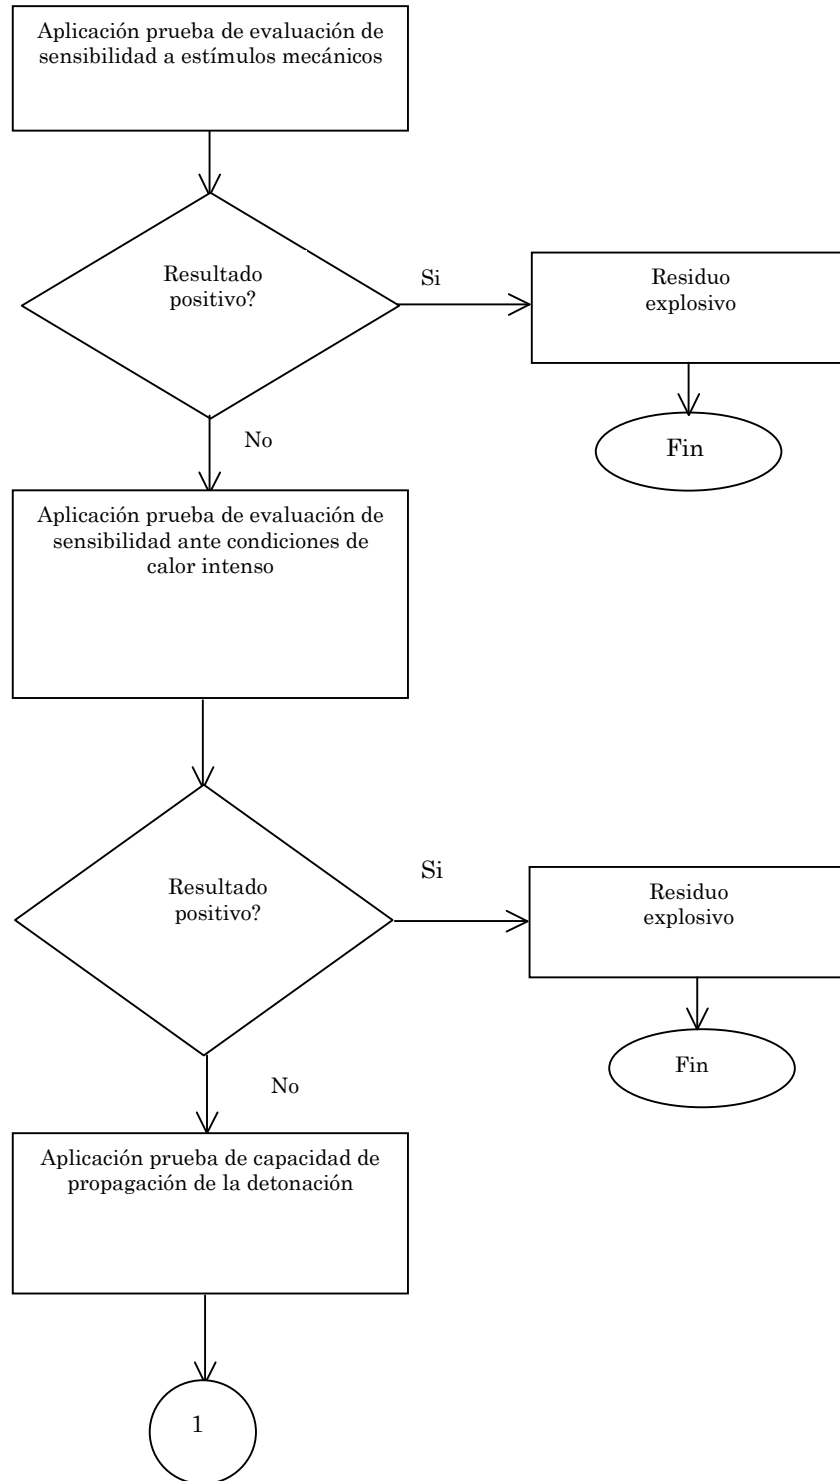 Aplicación prueba de evaluación de
sensibilidad a estímulos mecánicos
Resultado
positivo?
Si
Residuo
explosivo
Fin
No
Aplicación prueba de evaluación de
sensibilidad ante condiciones de
calor intenso
Resultado
positivo?
Si
Residuo
explosivo
Fin
No
Aplicación prueba de capacidad de
propagación de la detonación
1